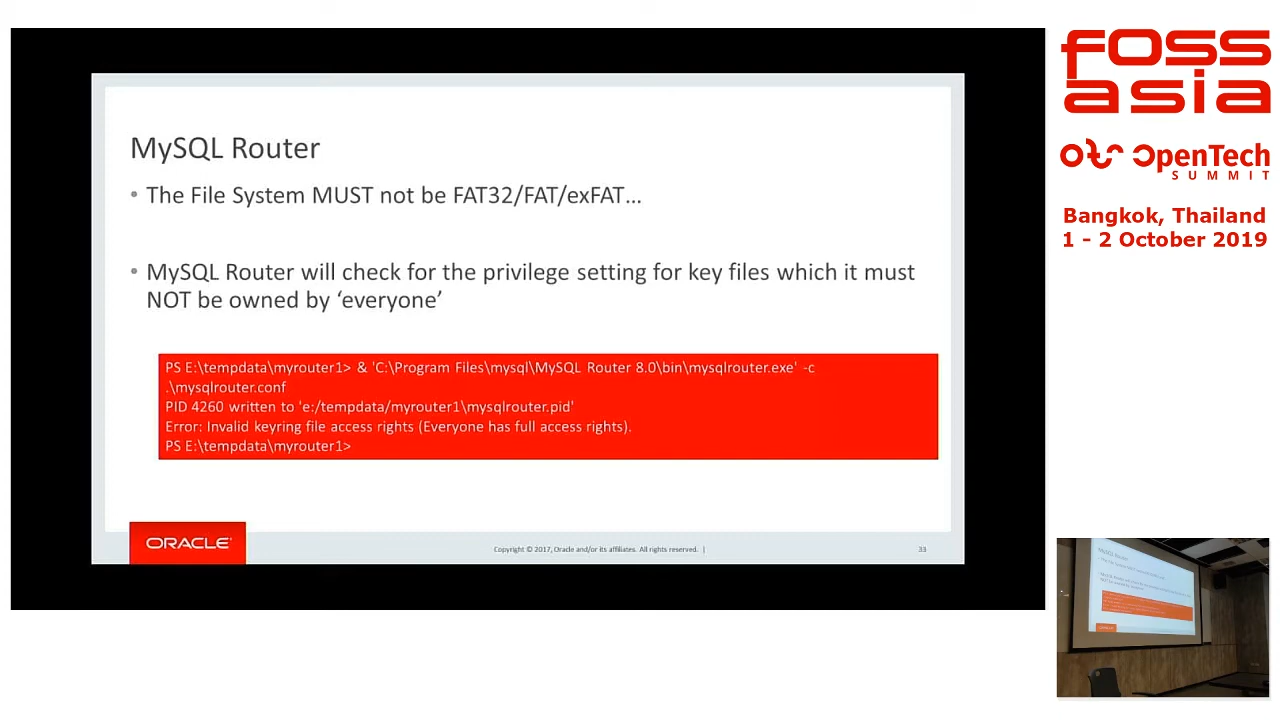 MySQL Router
• The File System MUST not be FAT32/FAT/exFAT…
• MySQL Router will check for the privilege setting for key files which it must
NOT be owned by ‘everyone’
PS E:\tempdata\myrouter1> & 'C:\Program Files\mysql\MySQL Router 8.0\bin\mysqlrouter.exe' -c
.\mysqlrouter.conf
PID 4260 written to 'e:/tempdata/myrouter1\mysqlrouter.pid'
Error: Invalid keyring file access rights (Everyone has full access rights).
PS E:\tempdata\myrouter1>
ORACLE
Copyright © 2017, Oracle and/or its affiliates. All rights reserved. |
33
FOSS
asia
OTS OpenTech
SUMMIT
Bangkok, Thailand
1 - 2 October 2019
MySQL Router